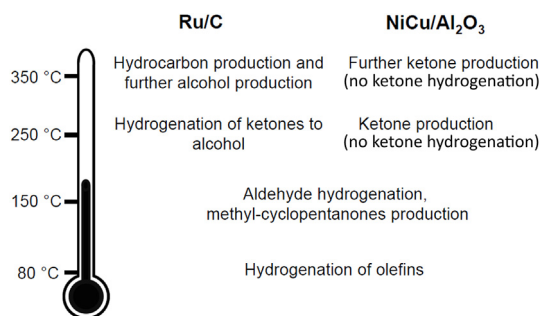 Ru/C NiCu/Al₂O₃
350 °C Hydrocarbon production and Further ketone production
further alcohol production (no ketone hydrogenation)
250 °C Hydrogenation of ketones to Ketone production
alcohol (no ketone hydrogenation)
150 °C Aldehyde hydrogenation,
methyl-cyclopentanones production
80 °C Hydrogenation of olefins